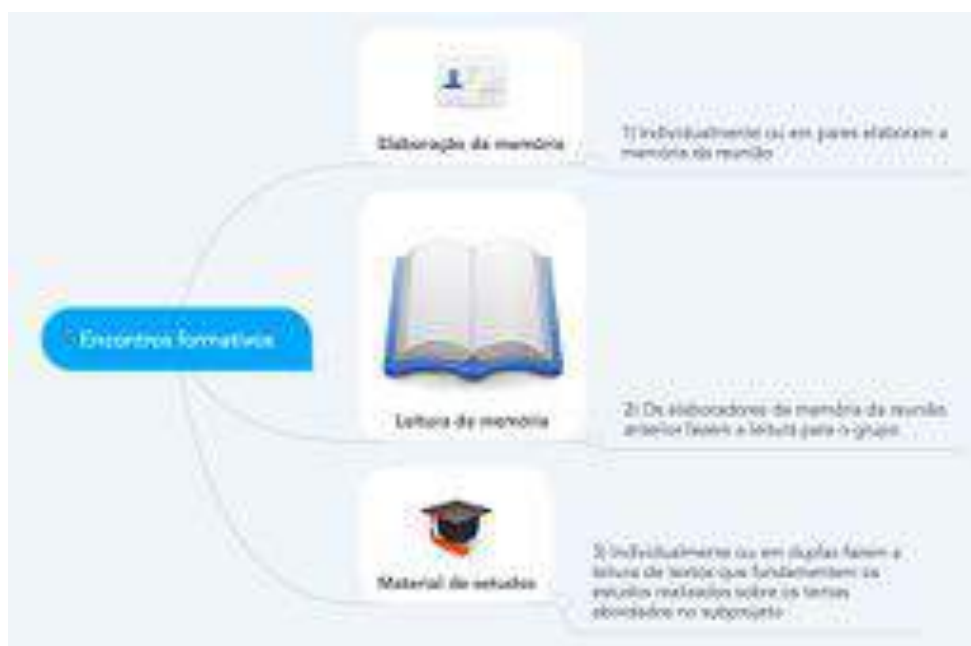 Elaboração da memória
1) Individualmente ou em pares elaboram a
memória da reunião
Encontros formativos
Leitura da memória
2) Os elaboradores da memória da reunião
anterior fazem a leitura para o grupo
Material de estudos
3) Individualmente ou em duplas fazem a
leitura de textos que fundamentem os
estudos realizados sobre os temas
abordados no subprojeto